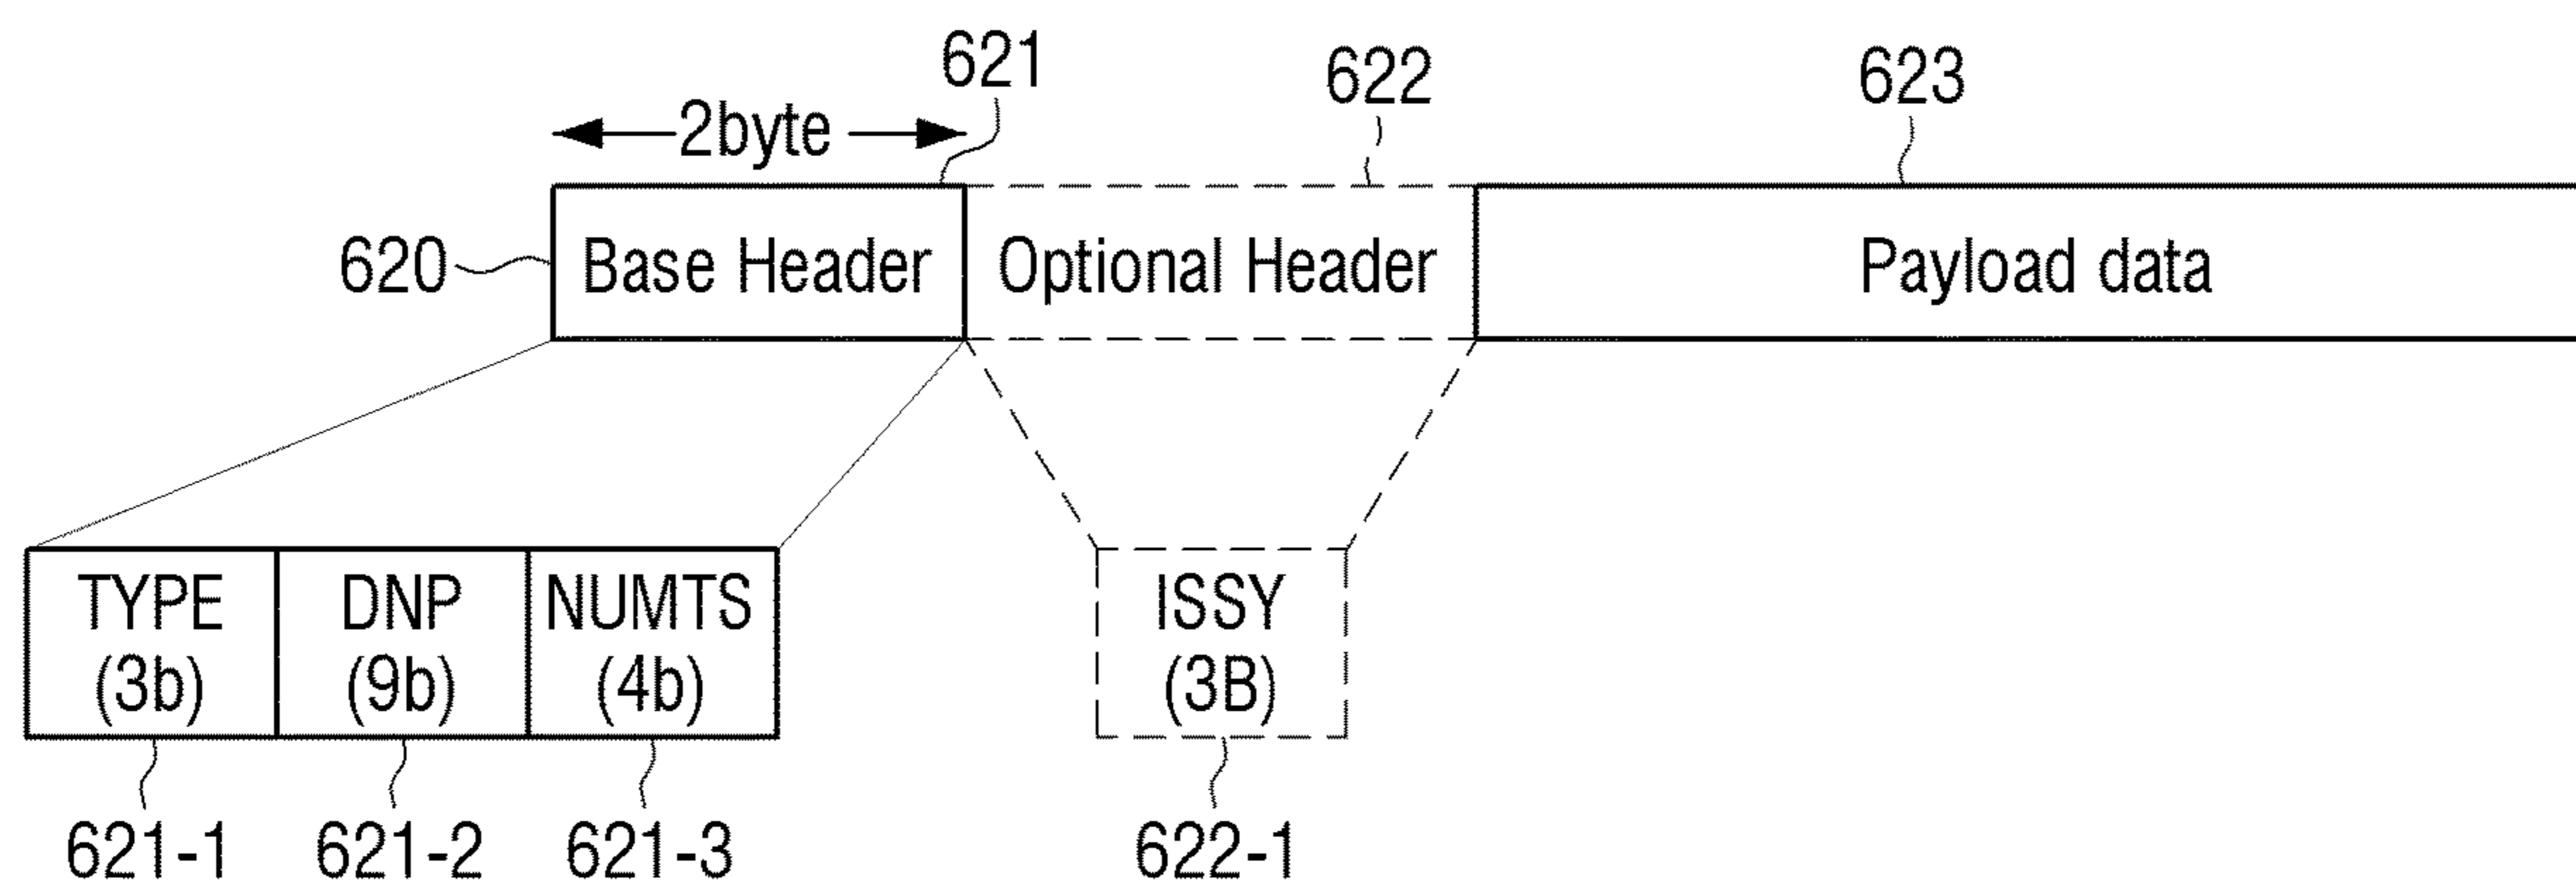 621
622
623
2byte
620
Base Header
Optional Header
Payload data
TYPE
(3b)
DNP
(9b)
NUMTS
(4b)
ISSY
(3B)
621-1
621-2
621-3
622-1